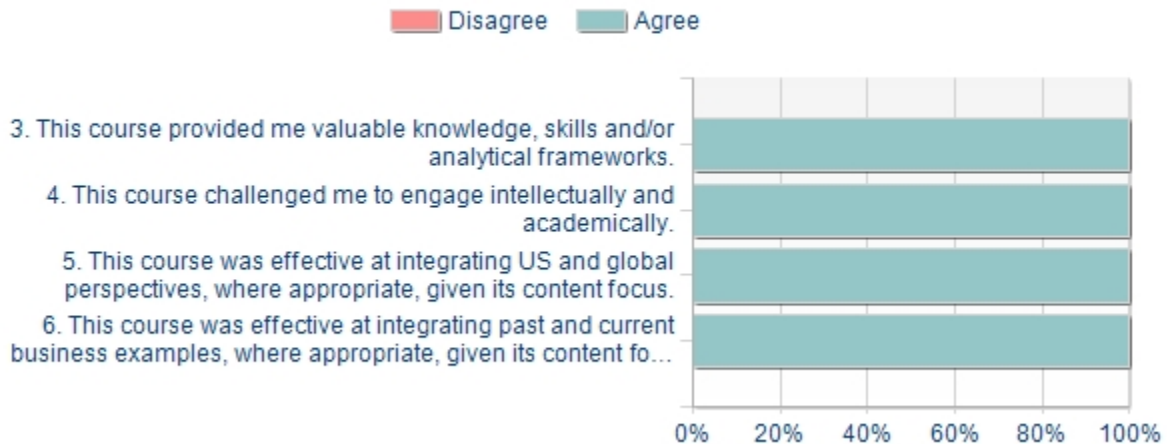 Disagree Agree
3. This course provided me valuable knowledge, skills and/or
analytical frameworks.
4. This course challenged me to engage intellectually and
academically.
5. This course was effective at integrating US and global
perspectives, where appropriate, given its content focus.
6. This course was effective at integrating past and current
business examples, where appropriate, given its content fo...
0% 20% 40% 60% 80% 100%